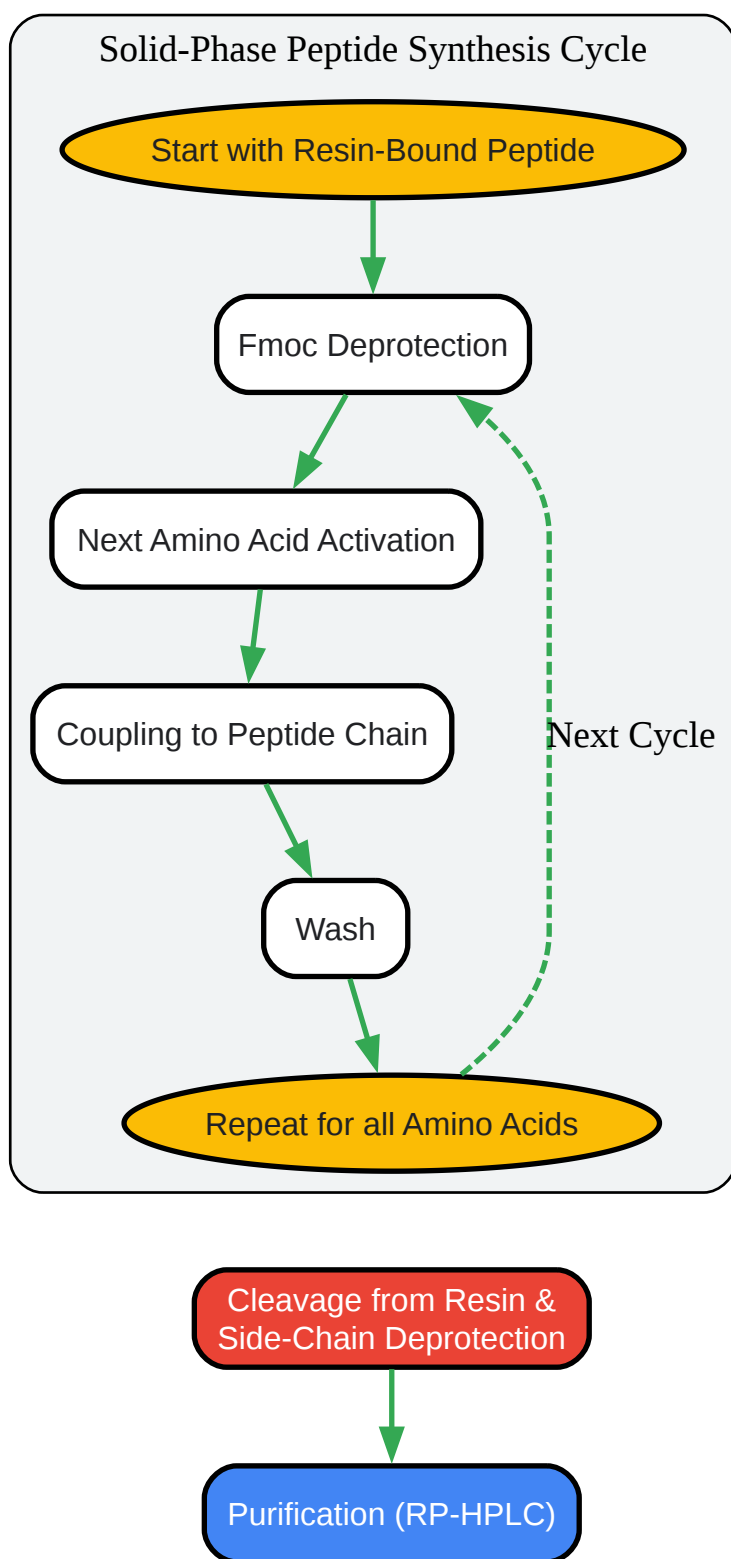 Solid-Phase Peptide Synthesis Cycle
Start with Resin-Bound Peptide
Fmoc Deprotection
Next Amino Acid Activation
Coupling to Peptide Chain
Next Cycle
Wash
Repeat for all Amino Acids
Cleavage from Resin &
Side-Chain Deprotection
Purification (RP-HPLC)